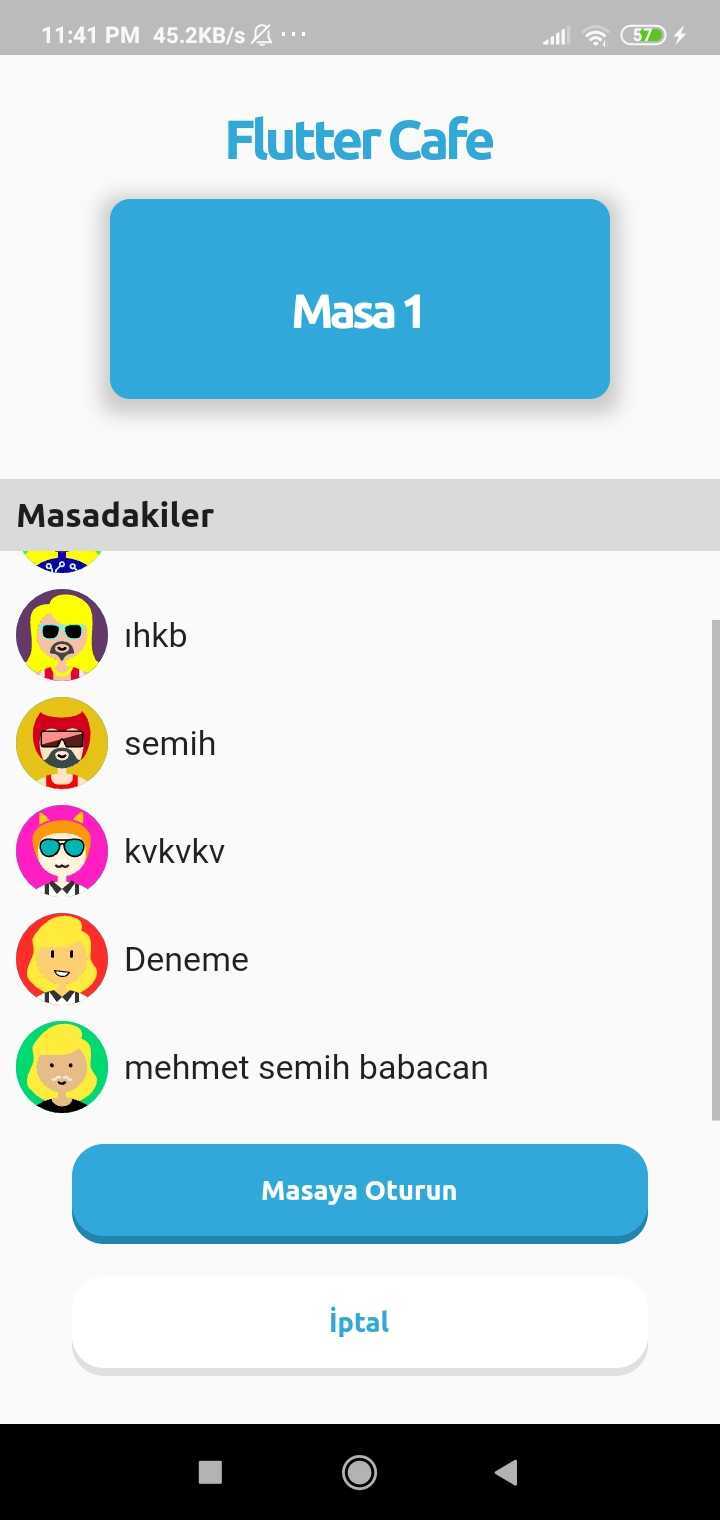 11:41 PM 45.2KB/s ...
57
Flutter Cafe
Masa 1
Masadakiler
ıhkb
semih
kvkvkv
Deneme
mehmet semih babacan
Masaya Oturun
İptal